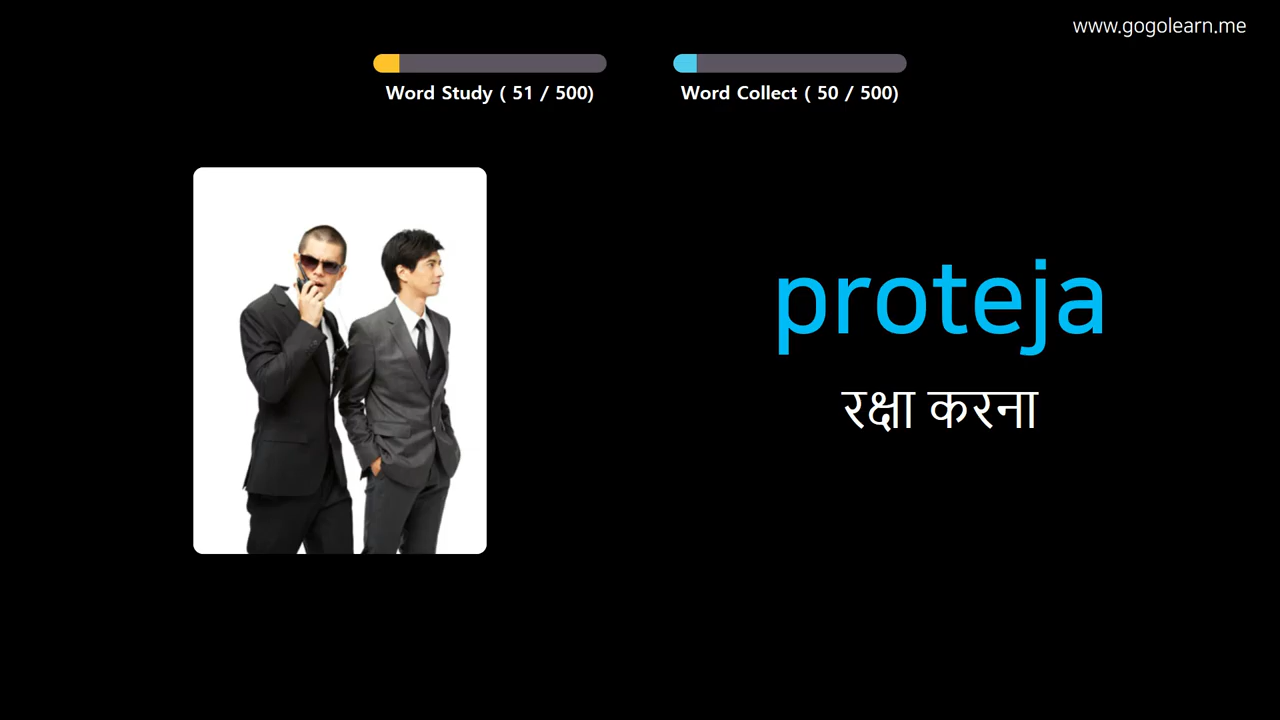 www.gogolearn.me
Word Study ( 51 / 500)
Word Collect ( 50 / 500)
proteja
रक्षा करना